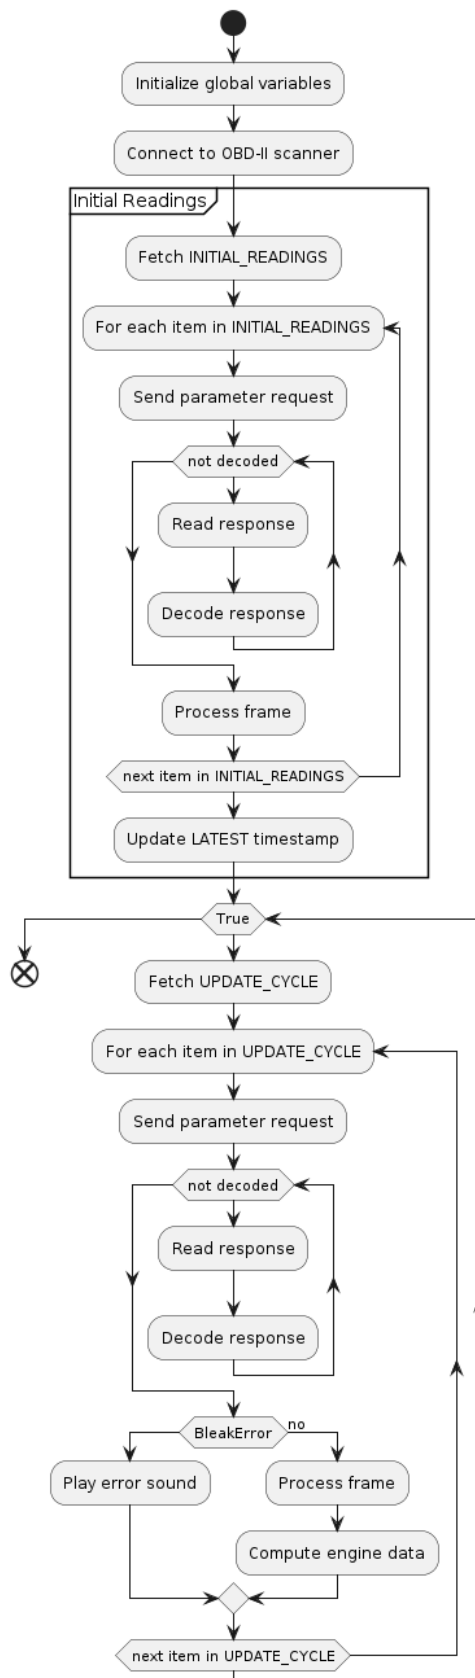 Initialize global variables
Connect to OBD-II scanner
Initial Readings
Fetch INITIAL_READINGS
For each item in INITIAL_READINGS
Send parameter request
not decoded
Read response
Decode response
Process frame
next item in INITIAL_READINGS
Update LATEST timestamp
True
Fetch UPDATE_CYCLE
For each item in UPDATE_CYCLE
Send parameter request
not decoded
Read response
Decode response
BleakError
no
Play error sound
Process frame
Compute engine data
next item in UPDATE_CYCLE